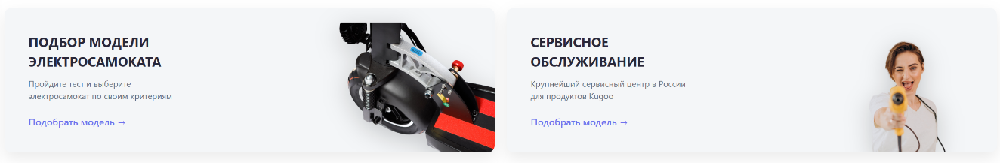 ПОДБОР МОДЕЛИ
ЭЛЕКТРОСАМОКАТА
Пройдите тест и выберите
электросамокат по своим критериям
Подобрать модель →
СЕРВИСНОЕ
ОБСЛУЖИВАНИЕ
Крупнейший сервисный центр в России
для продуктов Kugoo
Подобрать модель →